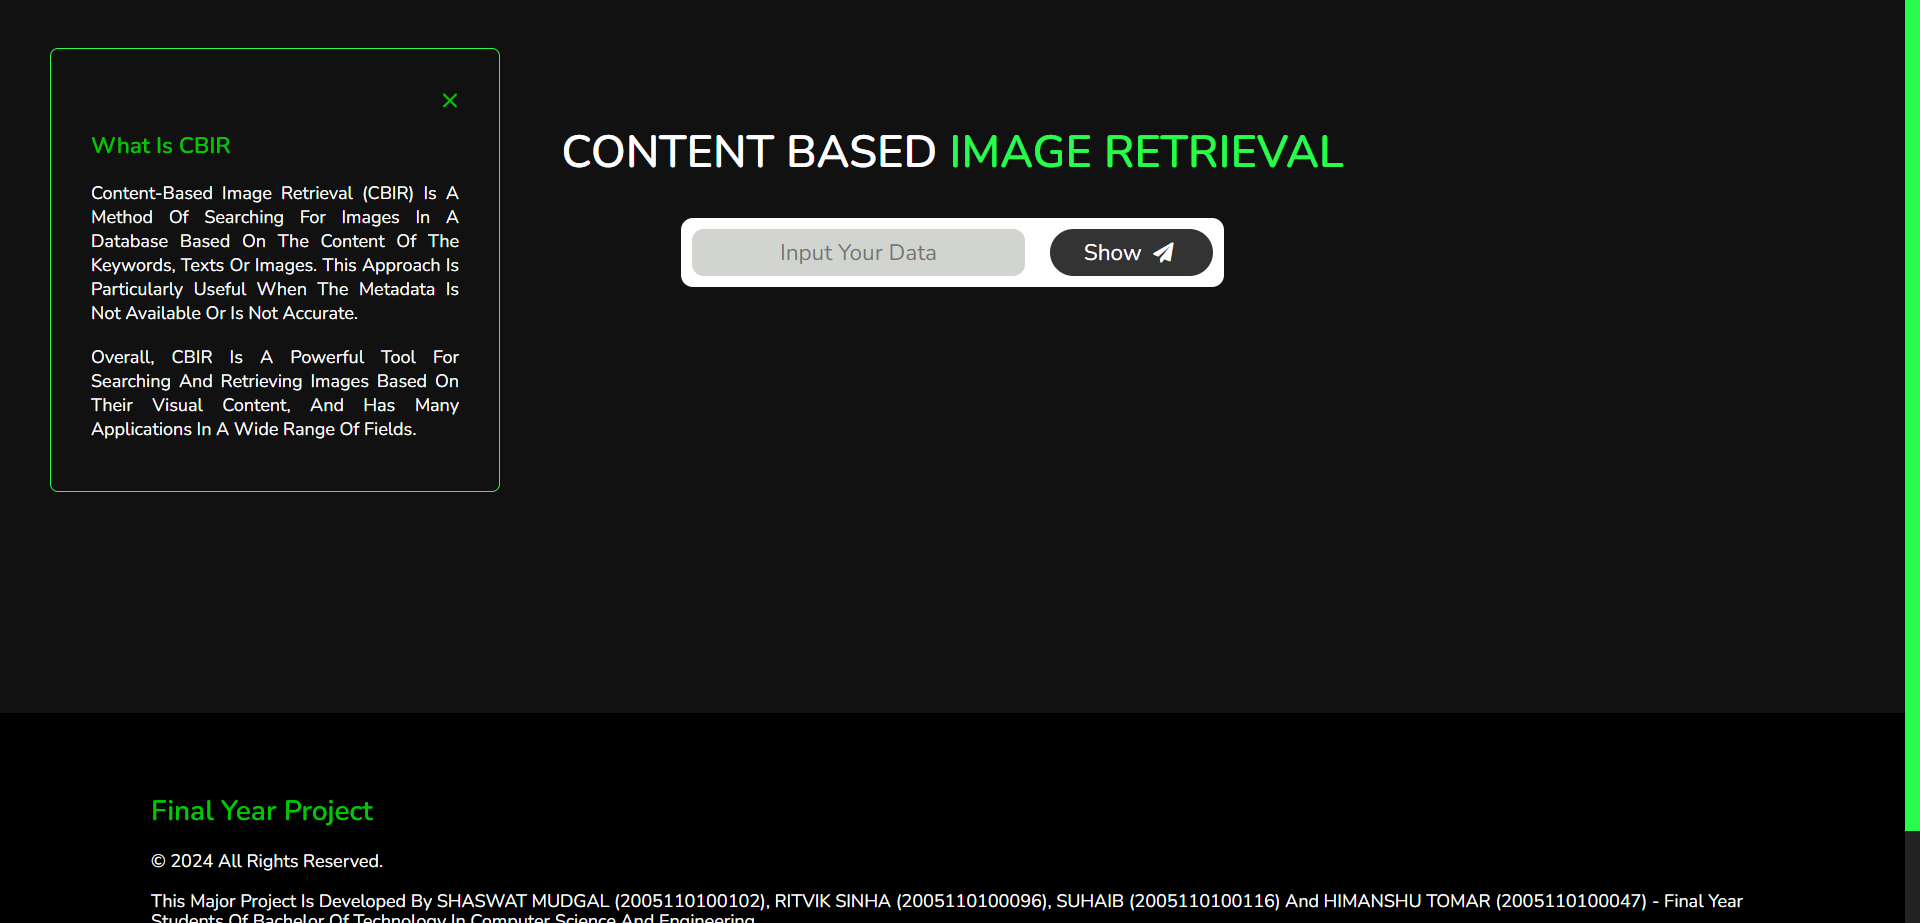 What Is CBIR
Content-Based Image Retrieval (CBIR) Is A
Method Of Searching For Images In A
Database Based On The Content Of The
Keywords, Texts Or Images. This Approach Is
Particularly Useful When The Metadata Is
Not Available Or Is Not Accurate.
Overall, CBIR Is A Powerful Tool For
Searching And Retrieving Images Based On
Their Visual Content, And Has Many
Applications In A Wide Range Of Fields.
CONTENT BASED IMAGE RETRIEVAL
Input Your Data
Show
Final Year Project
© 2024 All Rights Reserved.
This Major Project Is Developed By SHASWAT MUDGAL (2005110100102), RITVIK SINHA (2005110100096), SUHAIB (2005110100116) And HIMANSHU TOMAR (2005110100047) - Final Year
Students Of Bachelor Of Technology In Computer Science And Engineering